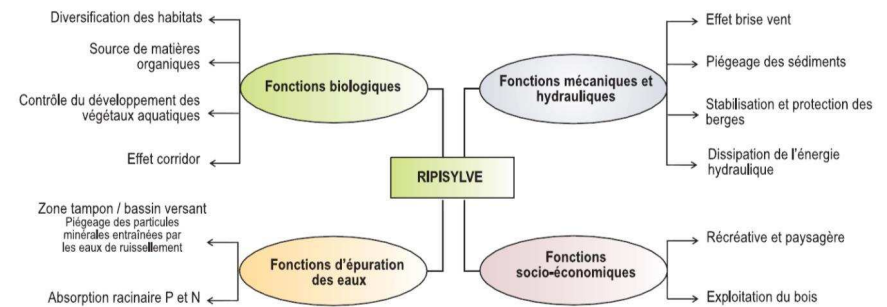 Diversification des habitats
Source de matières
organiques
Contrôle du développement des
végétaux aquatiques
Effet corridor
Fonctions biologiques
Fonctions mécaniques et
hydrauliques
Effet brise vent
Piégeage des sédiments
Stabilisation et protection des
berges
Dissipation de l'énergie
hydraulique
RIPISYLVE
Zone tampon / bassin versant
Piégeage des particules
minérales entraînées par
les eaux de ruissellement
Absorption racinaire P et N
Fonctions d'épuration
des eaux
Fonctions
socio-économiques
Récréative et paysagère
Exploitation du bois